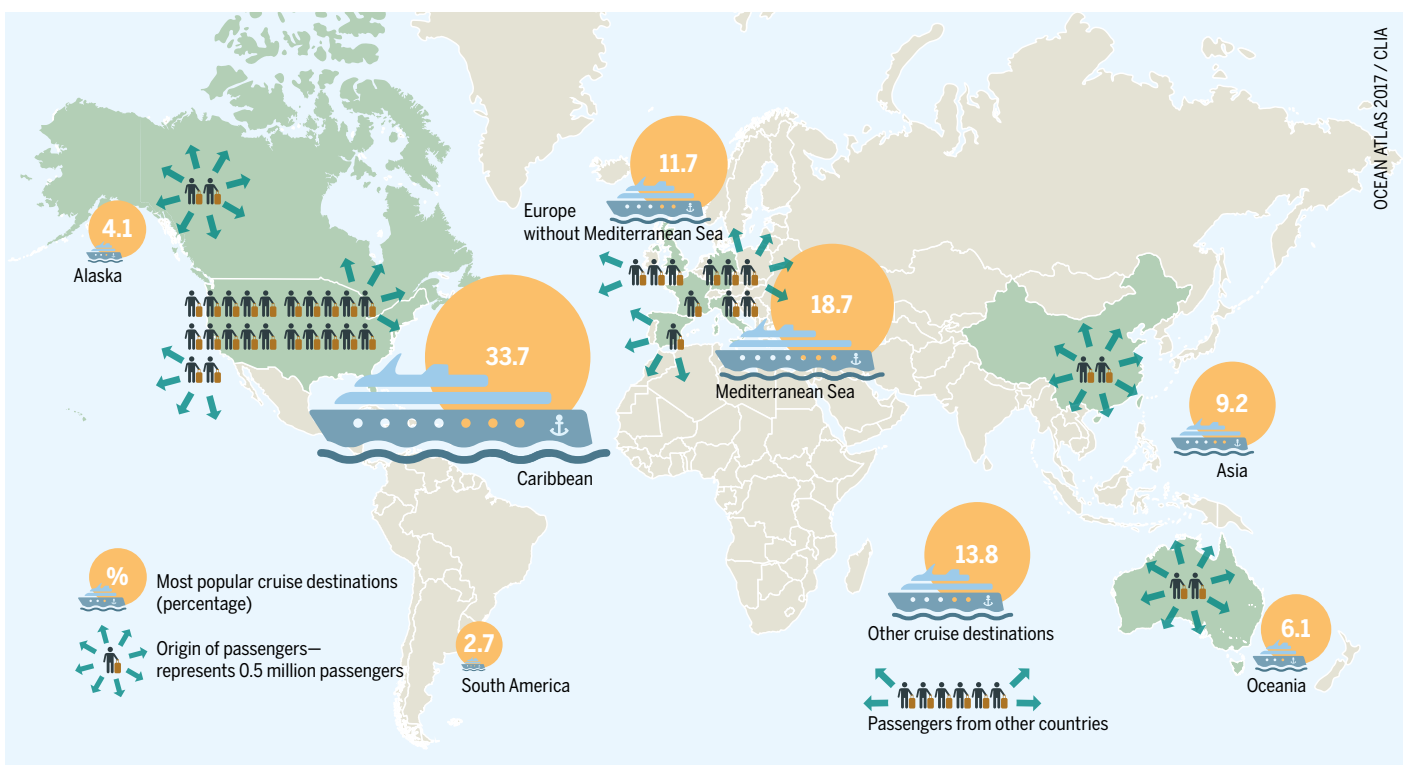 OCEAN ATLAS 2017 / CLIA
11.7
Europe
without Mediterranean Sea
4.1
Alaska
18.7
Mediterranean Sea
33.7
Caribbean
9.2
Asia
13.8
Other cruise destinations
%
Most popular cruise destinations
(percentage)
Origin of passengers—
represents 0.5 million passengers
2.7
South America
6.1
Oceania
Passengers from other countries